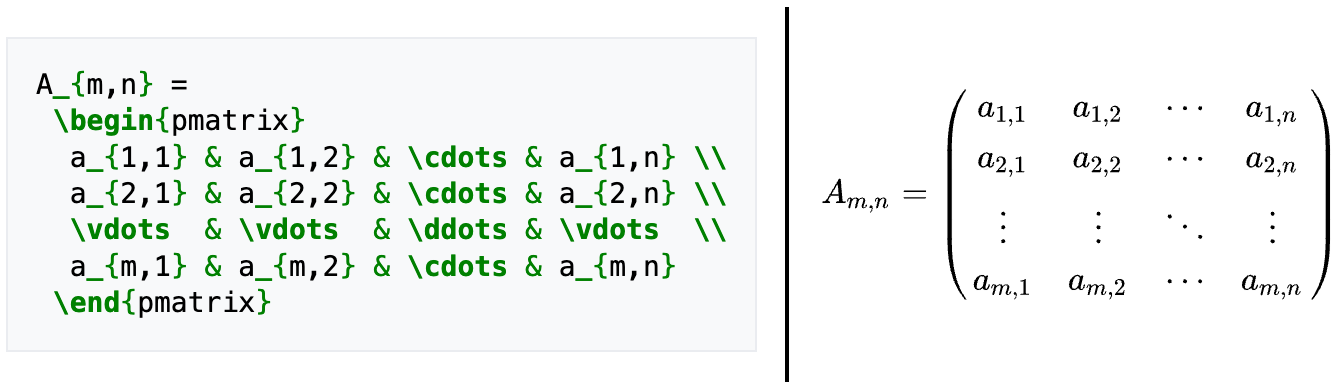 A_{m,n} =
\begin{pmatrix}
a_{1,1} & a_{1,2} & \cdots & a_{1,n} \\
a_{2,1} & a_{2,2} & \cdots & a_{2,n} \\
\vdots & \vdots & \ddots & \vdots \\
a_{m,1} & a_{m,2} & \cdots & a_{m,n}
\end{pmatrix}
A_{m,n} =
a_{1,1} a_{1,2} ⋯ a_{1,n}
a_{2,1} a_{2,2} ⋯ a_{2,n}
⋮ ⋮ ⋱ ⋮
a_{m,1} a_{m,2} ⋯ a_{m,n}